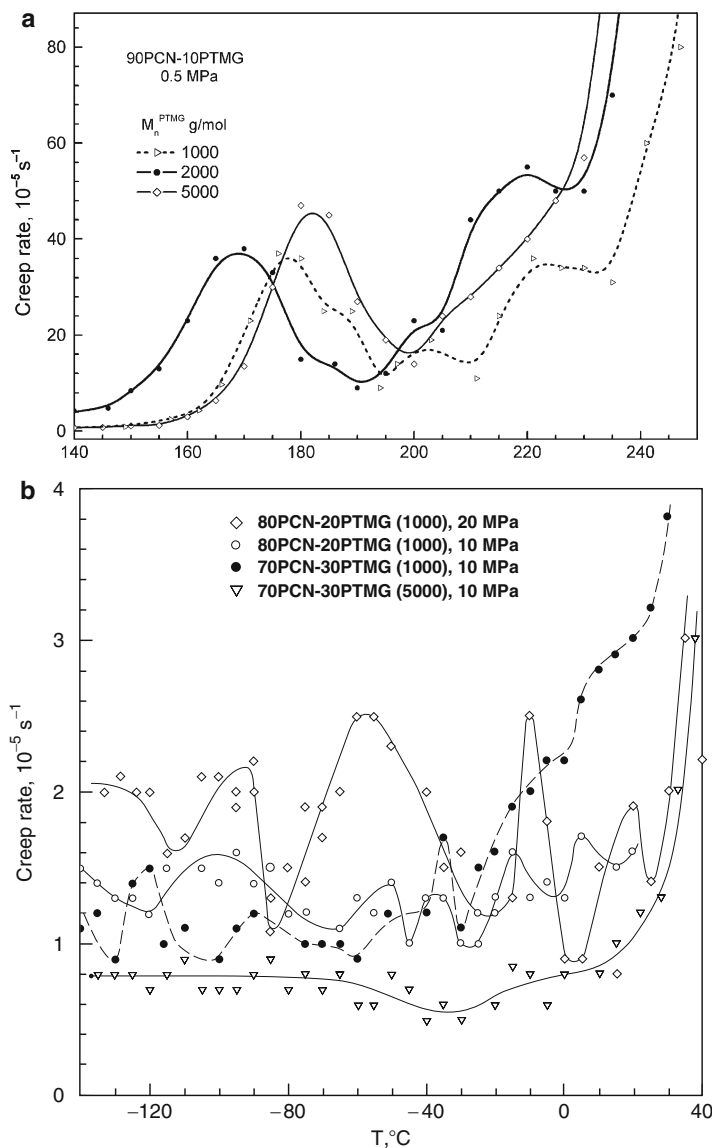 a
90PCN-10PTMG
0.5 MPa
Mₙᴾᵀᴹᴳ g/mol
1000
2000
5000
Creep rate, 10⁻⁵ s⁻¹
80
60
40
20
0
140 160 180 200 220 240
b
80PCN-20PTMG (1000), 20 MPa
80PCN-20PTMG (1000), 10 MPa
70PCN-30PTMG (1000), 10 MPa
70PCN-30PTMG (5000), 10 MPa
Creep rate, 10⁻⁵ s⁻¹
4
3
2
1
0
−120 −80 −40 0 40
T,°C